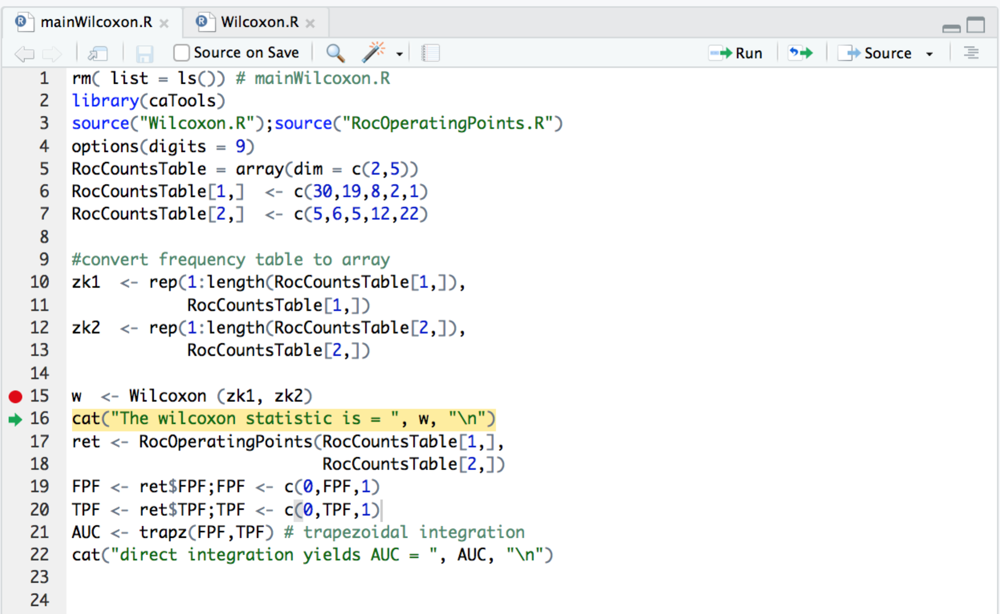 mainWilcoxon.R × Wilcoxon.R ×
Source on Save Run Source
1 rm( list = ls()) # mainWilcoxon.R
2 library(caTools)
3 source("Wilcoxon.R");source("RocOperatingPoints.R")
4 options(digits = 9)
5 RocCountsTable = array(dim = c(2,5))
6 RocCountsTable[1,]  <- c(30,19,8,2,1)
7 RocCountsTable[2,]  <- c(5,6,5,12,22)
8
9 #convert frequency table to array
10 zk1  <- rep(1:length(RocCountsTable[1,]),
11             RocCountsTable[1,])
12 zk2  <- rep(1:length(RocCountsTable[2,]),
13             RocCountsTable[2,])
14
15 w  <- Wilcoxon (zk1, zk2)
16 cat("The wilcoxon statistic is = ", w, "\n")
17 ret <- RocOperatingPoints(RocCountsTable[1,],
18                           RocCountsTable[2,])
19 FPF <- ret$FPF;FPF <- c(0,FPF,1)
20 TPF <- ret$TPF;TPF <- c(0,TPF,1)
21 AUC <- trapz(FPF,TPF) # trapezoidal integration
22 cat("direct integration yields AUC = ", AUC, "\n")
23
24